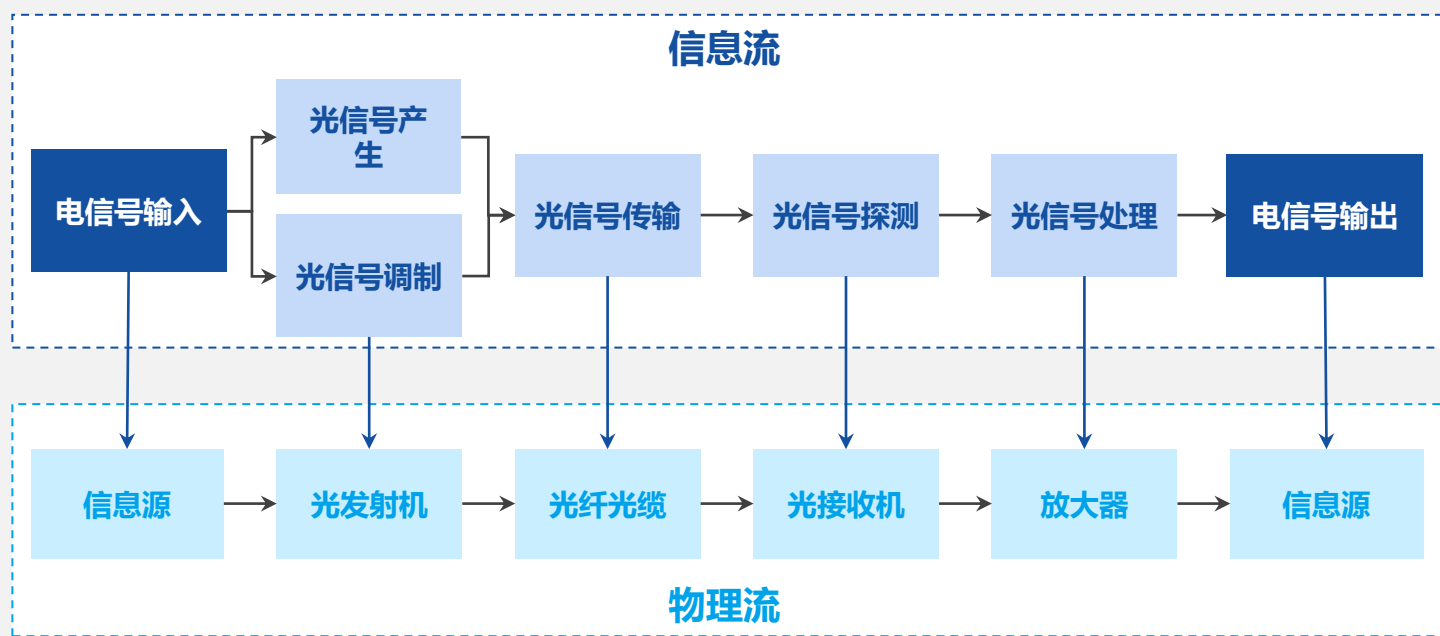 信息流
光信号产
生
电信号输入
光信号调制
光信号传输
光信号探测
光信号处理
电信号输出
信息源
光发射机
光纤光缆
光接收机
放大器
信息源
物理流